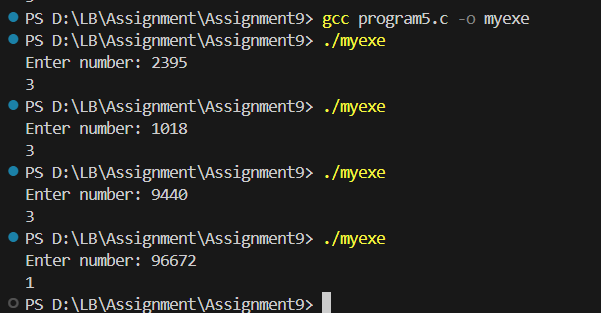 PS D:\LB\Assignment\Assignment9> gcc program5.c -o myexe
PS D:\LB\Assignment\Assignment9> ./myexe
Enter number: 2395
3
PS D:\LB\Assignment\Assignment9> ./myexe
Enter number: 1018
3
PS D:\LB\Assignment\Assignment9> ./myexe
Enter number: 9440
3
PS D:\LB\Assignment\Assignment9> ./myexe
Enter number: 96672
1
PS D:\LB\Assignment\Assignment9>